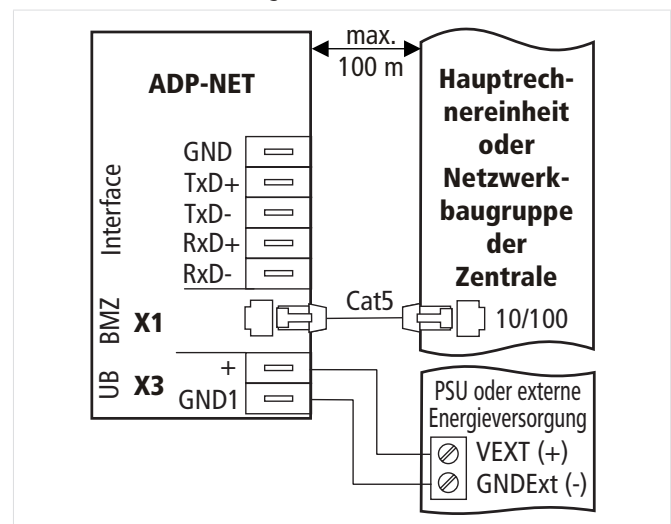 max.
100 m
ADP-NET
Hauptrech-
nereinheit
oder
Netzwerk-
baugruppe
der
Zentrale
Interface
GND
TxD+
TxD-
RxD+
RxD-
BMZ X1
Cat5
10/100
UB X3
+
GND1
PSU oder externe
Energieversorgung
VEXT (+)
GNDExt (-)